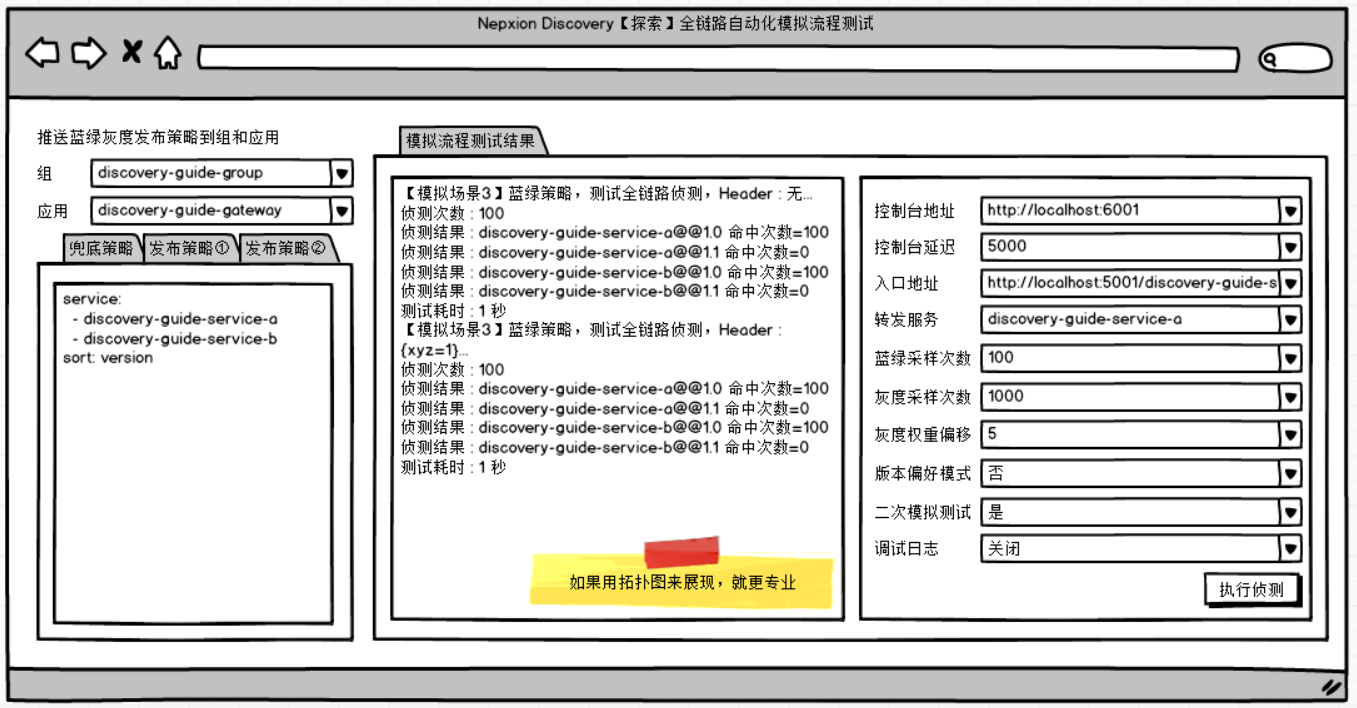 Nepxion Discovery【探索】全链路自动化模拟流程测试
推送蓝绿灰度发布策略到组和应用
组
discovery-guide-group
应用
discovery-guide-gateway
兜底策略
发布策略①
发布策略②
service:
- discovery-guide-service-a
- discovery-guide-service-b
sort: version
模拟流程测试结果
【模拟场景3】蓝绿策略，测试全链路侦测，Header : 无...
侦测次数 : 100
侦测结果 : discovery-guide-service-a@@1.0 命中次数=100
侦测结果 : discovery-guide-service-a@@1.1 命中次数=0
侦测结果 : discovery-guide-service-b@@1.0 命中次数=100
侦测结果 : discovery-guide-service-b@@1.1 命中次数=0
测试耗时 : 1 秒
【模拟场景3】蓝绿策略，测试全链路侦测，Header :
{xyz=1}...
侦测次数 : 100
侦测结果 : discovery-guide-service-a@@1.0 命中次数=100
侦测结果 : discovery-guide-service-a@@1.1 命中次数=0
侦测结果 : discovery-guide-service-b@@1.0 命中次数=100
侦测结果 : discovery-guide-service-b@@1.1 命中次数=0
测试耗时 : 1 秒
如果用拓扑图来展现，就更专业
控制台地址
http://localhost:6001
控制台延迟
5000
入口地址
http://localhost:5001/discovery-guide-s
转发服务
discovery-guide-service-a
蓝绿采样次数
100
灰度采样次数
1000
灰度权重偏移
5
版本偏好模式
否
二次模拟测试
是
调试日志
关闭
执行侦测